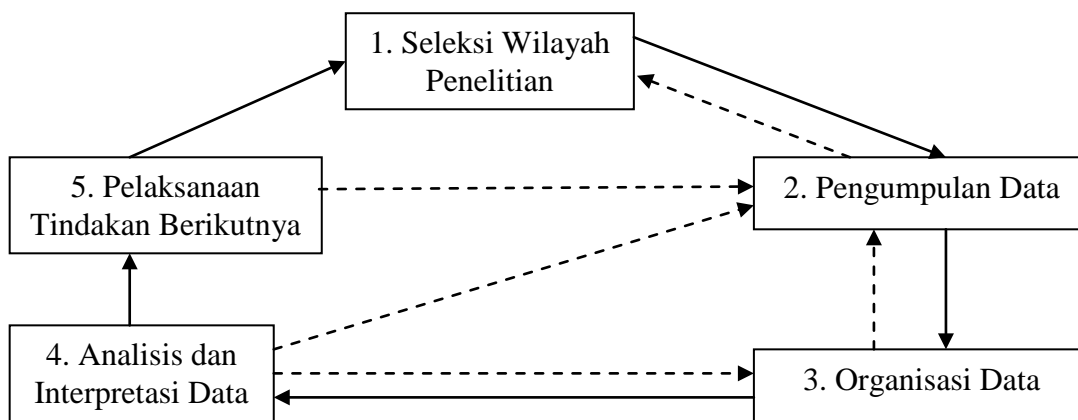 1. Seleksi Wilayah
Penelitian
5. Pelaksanaan
Tindakan Berikutnya
2. Pengumpulan Data
4. Analisis dan
Interpretasi Data
3. Organisasi Data